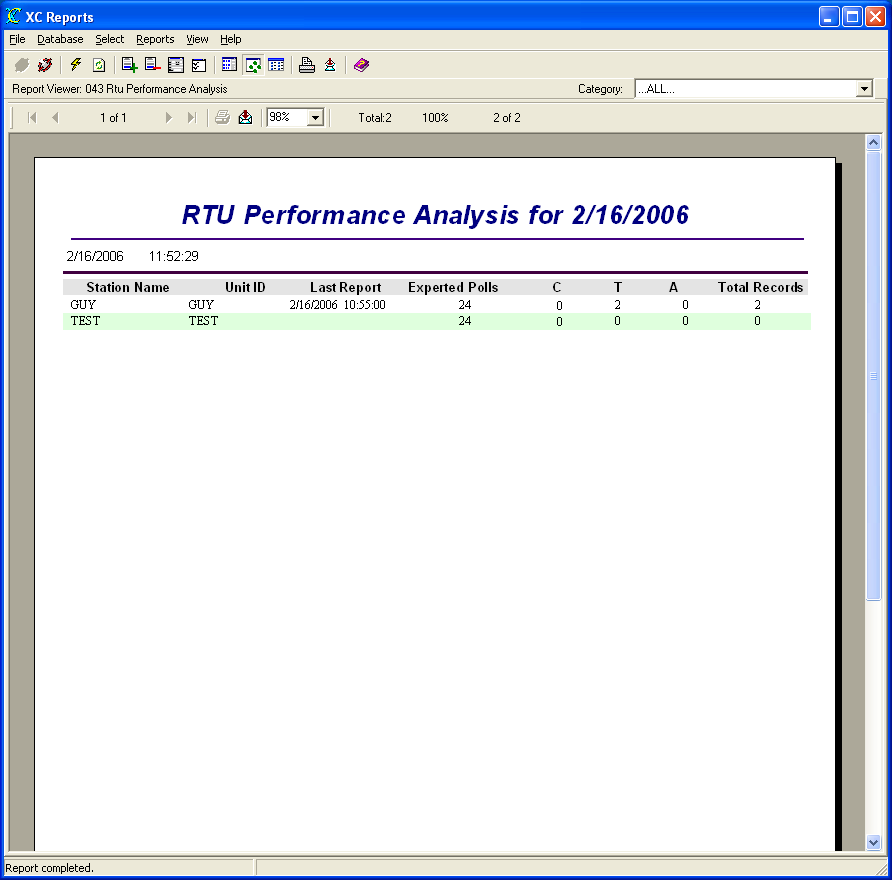 XC Reports
File Database Select Reports View Help
Report Viewer: 043 Rtu Performance Analysis Category: ...ALL...
1 of 1 98% Total:2 100% 2 of 2
RTU Performance Analysis for 2/16/2006
2/16/2006 11:52:29
Station Name Unit ID Last Report Experted Polls C T A Total Records
GUY GUY 2/16/2006 10:55:00 24 0 2 0 2
TEST TEST 24 0 0 0 0
Report completed.